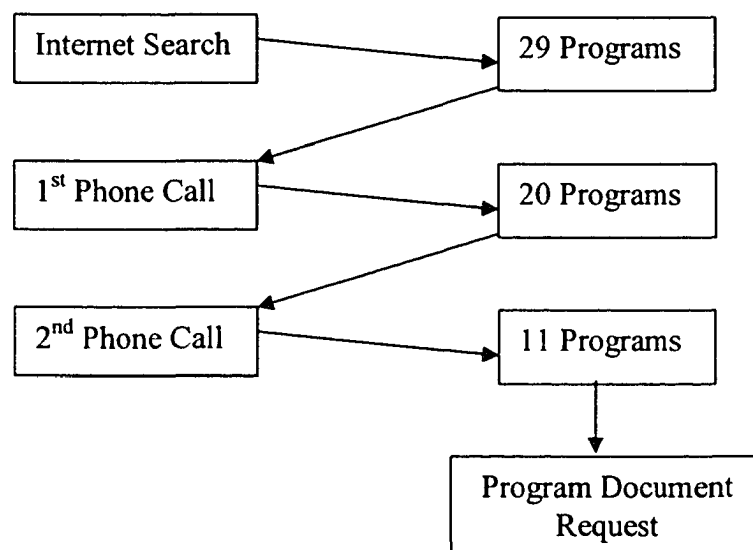 Internet Search
29 Programs
1st Phone Call
20 Programs
2nd Phone Call
11 Programs
Program Document
Request